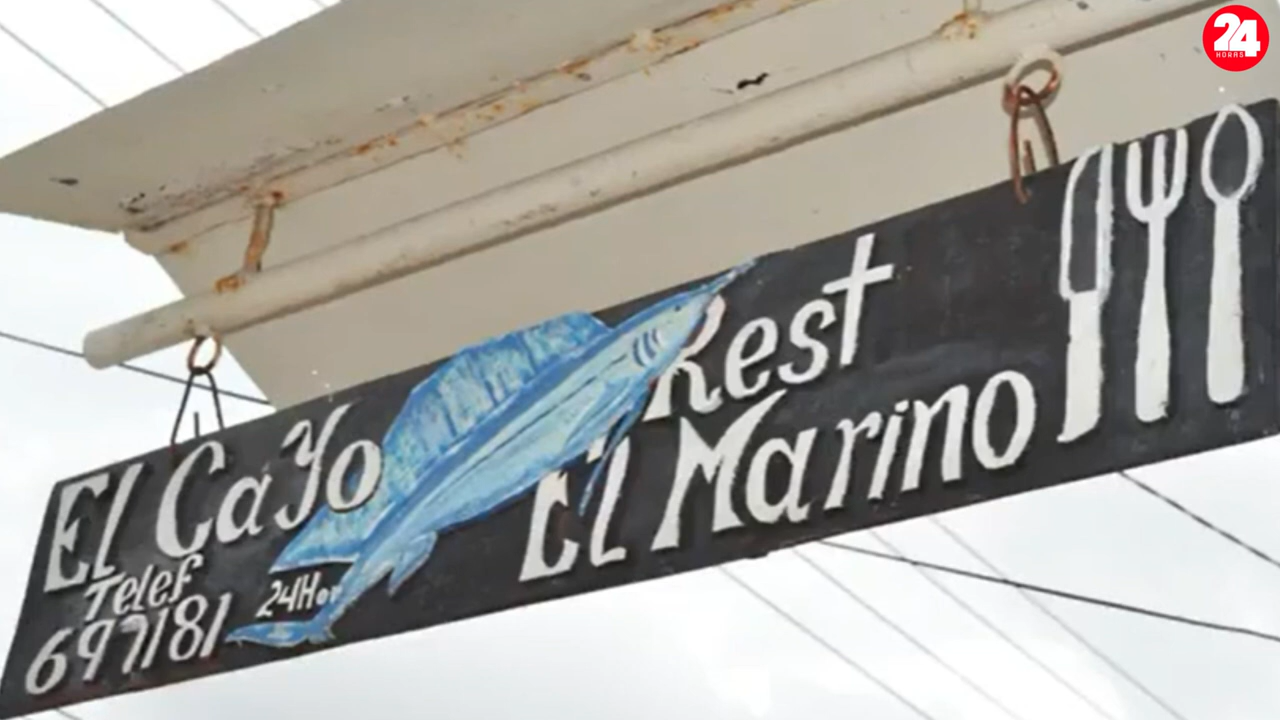 24
HORAS
El CaYo
Telef
697181
24Hor
Rest
El Marino